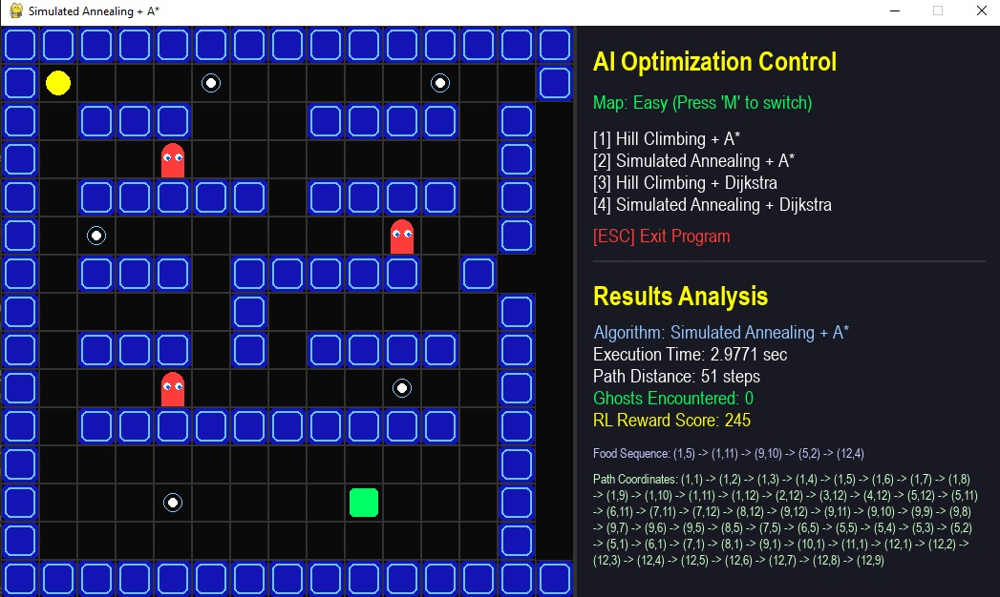 Simulated Annealing + A*
AI Optimization Control
Map: Easy (Press 'M' to switch)
[1] Hill Climbing + A*
[2] Simulated Annealing + A*
[3] Hill Climbing + Dijkstra
[4] Simulated Annealing + Dijkstra
[ESC] Exit Program
Results Analysis
Algorithm: Simulated Annealing + A*
Execution Time: 2.9771 sec
Path Distance: 51 steps
Ghosts Encountered: 0
RL Reward Score: 245
Food Sequence: (1,5) -> (1,11) -> (9,10) -> (5,2) -> (12,4)
Path Coordinates: (1,1) -> (1,2) -> (1,3) -> (1,4) -> (1,5) -> (1,6) -> (1,7) -> (1,8)
-> (1,9) -> (1,10) -> (1,11) -> (1,12) -> (2,12) -> (3,12) -> (4,12) -> (5,12) -> (5,11)
-> (6,11) -> (7,11) -> (7,12) -> (8,12) -> (9,12) -> (9,11) -> (9,10) -> (9,9) -> (9,8)
-> (9,7) -> (9,6) -> (9,5) -> (8,5) -> (7,5) -> (6,5) -> (5,5) -> (5,4) -> (5,3) -> (5,2)
-> (5,1) -> (6,1) -> (7,1) -> (8,1) -> (9,1) -> (10,1) -> (11,1) -> (12,1) -> (12,2) ->
(12,3) -> (12,4) -> (12,5) -> (12,6) -> (12,7) -> (12,8) -> (12,9)